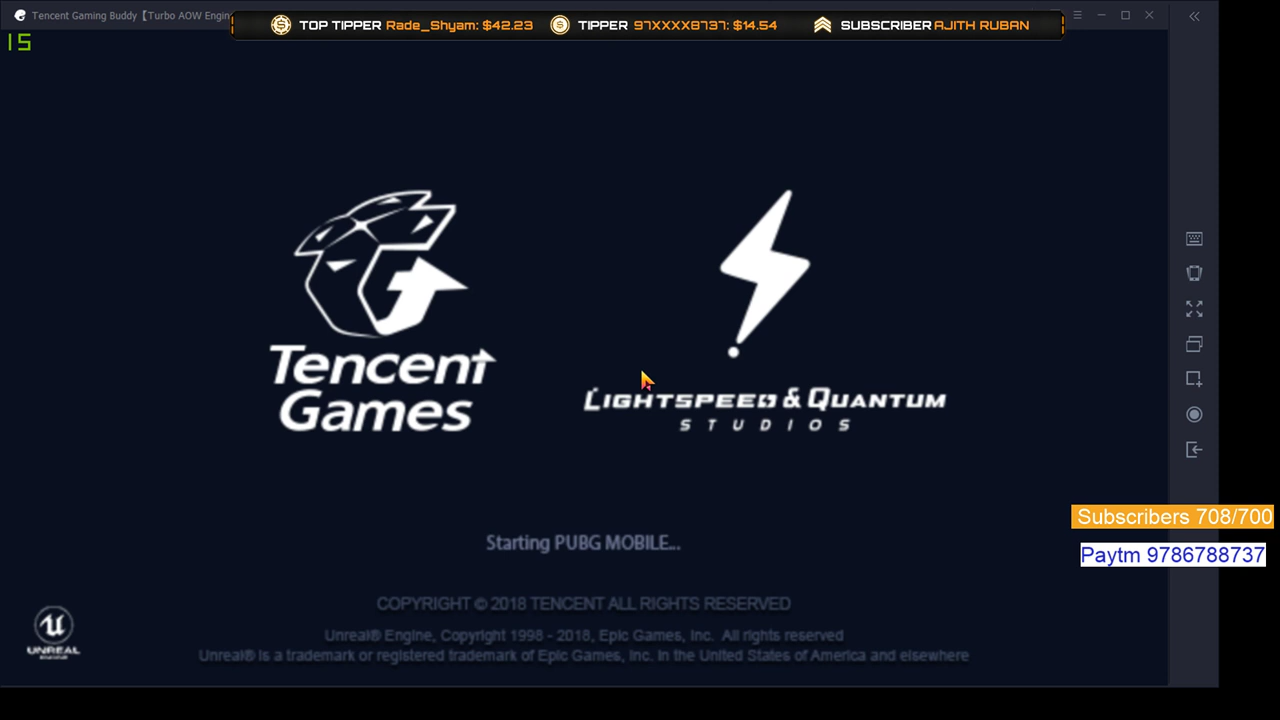 Tencent Gaming Buddy【Turbo AOW Engin
TOP TIPPER Rade_Shyam: $42.23 TIPPER 97XXXX8737: $14.54 SUBSCRIBER AJITH RUBAN
15
Tencent
Games
LIGHTSPEED & QUANTUM
STUDIOS
Subscribers 708/700
Starting PUBG MOBILE...
Paytm 9786788737
COPYRIGHT © 2018 TENCENT ALL RIGHTS RESERVED
UNREAL
Unreal® Engine, Copyright 1998 - 2018, Epic Games, Inc. All rights reserved
Unreal® is a trademark or registered trademark of Epic Games, Inc. in the United States of America and elsewhere